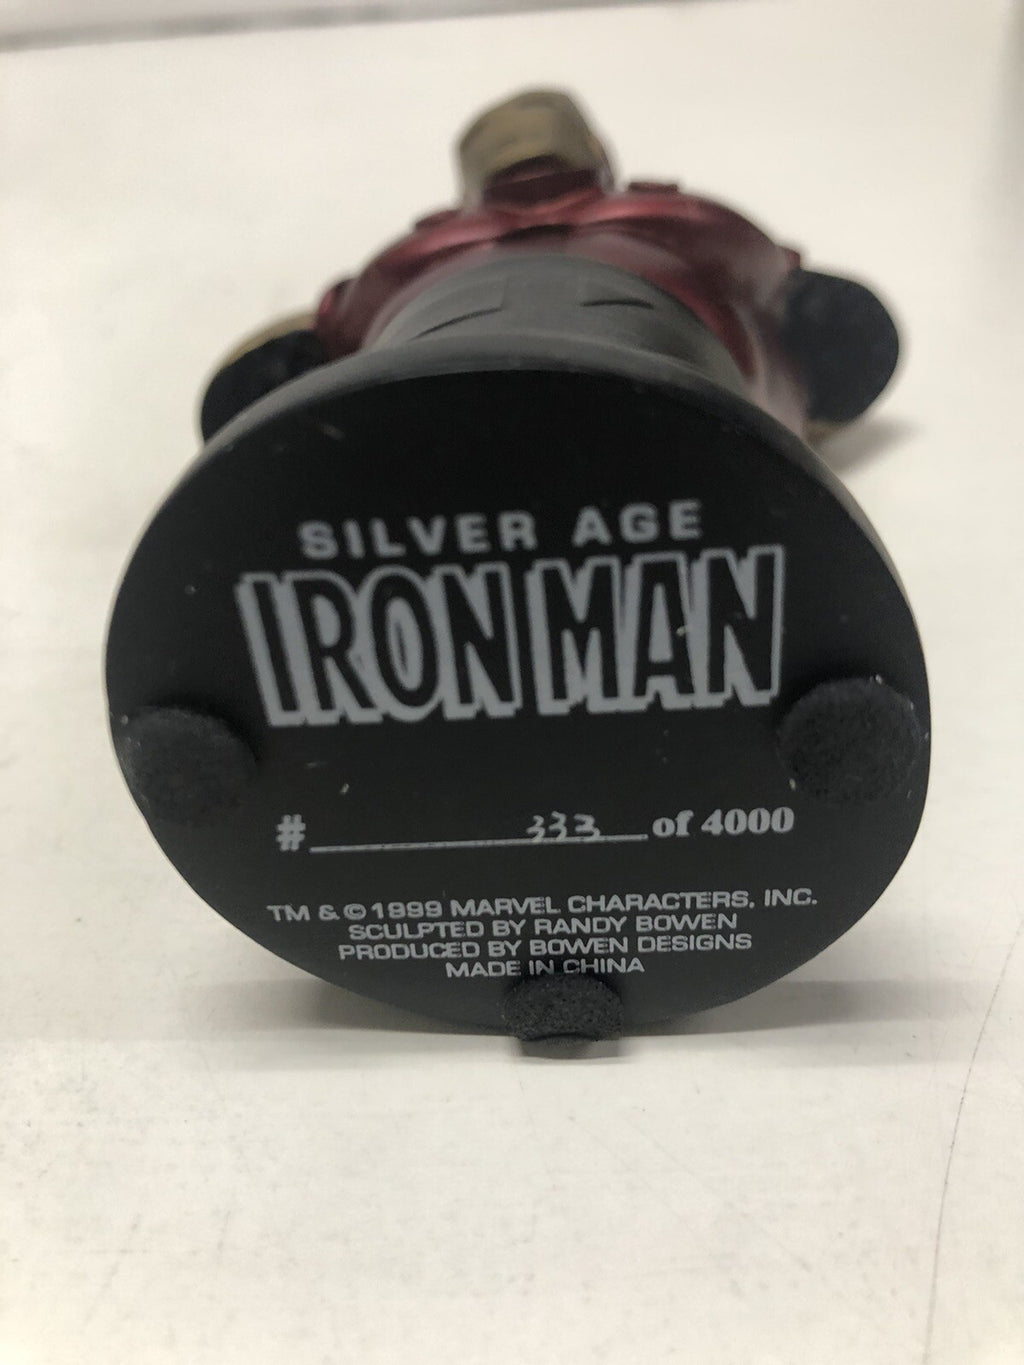 SILVER AGE
IRON MAN
# 333 of 4000
TM & © 1999 MARVEL CHARACTERS, INC.
SCULPTED BY RANDY BOWEN
PRODUCED BY BOWEN DESIGNS
MADE IN CHINA